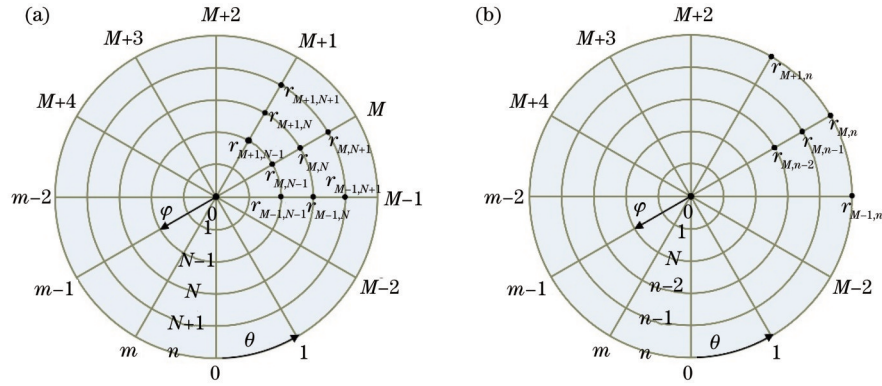 (a)
M+2
M+3
M+1
M+4
M
r_{M+1,N+1}
r_{M+1,N}
r_{M,N+1}
r_{M+1,N−1}
r_{M,N}
r_{M,N−1}
r_{M−1,N+1}
m−2
M−1
φ
r_{M−1,N−1}
r_{M−1,N}
0
1
N−1
m−1
M−2
N
N+1
θ
m
n
1
0
(b)
M+2
M+3
M+1
r_{M+1,n}
M+4
M
r_{M,n}
r_{M,n−1}
r_{M,n−2}
m−2
M−1
φ
r_{M−1,n}
0
1
N
m−1
n−2
M−2
n−1
θ
m
n
1
0